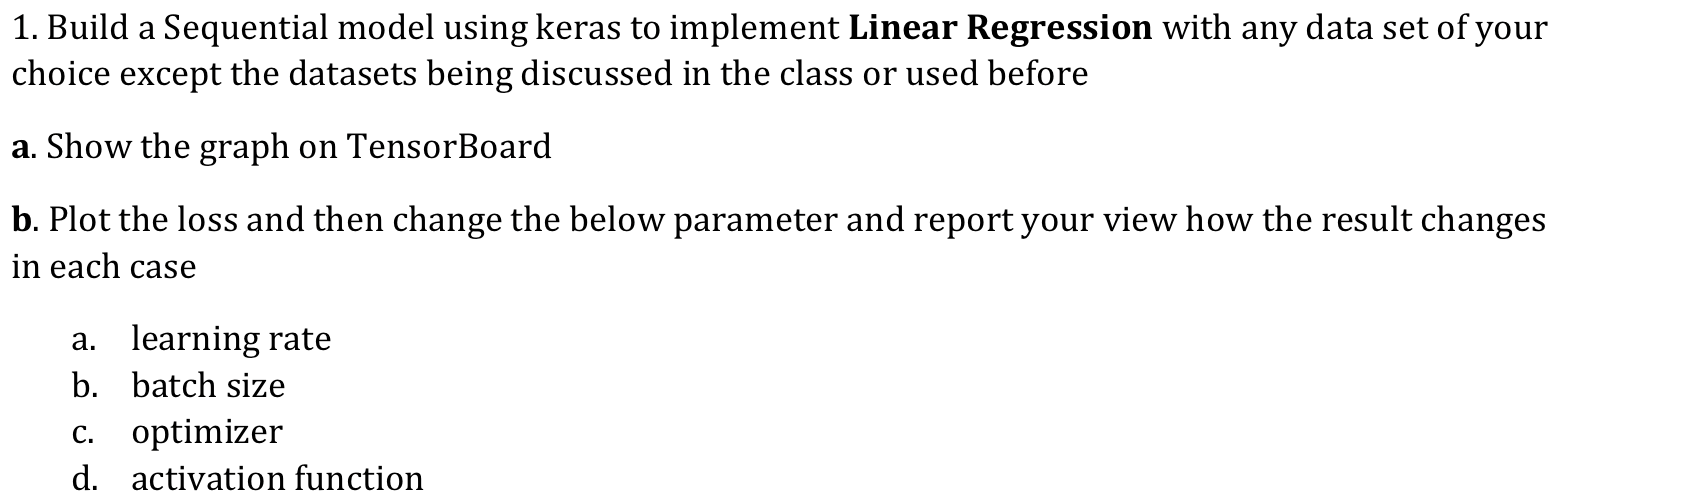 1. Build a Sequential model using keras to implement Linear Regression with any data set of your
choice except the datasets being discussed in the class or used before
a. Show the graph on TensorBoard
b. Plot the loss and then change the below parameter and report your view how the result changes
in each case
a. learning rate
b. batch size
c. optimizer
d. activation function